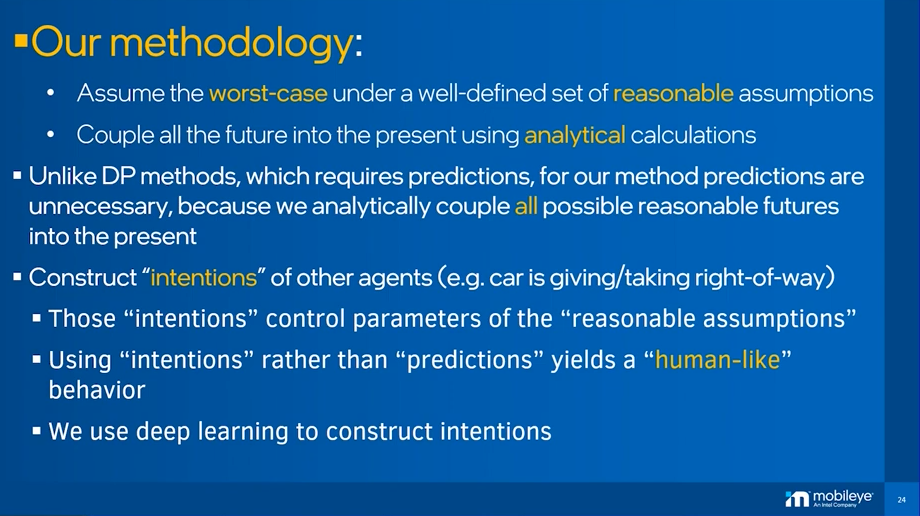 ▪Our methodology:
• Assume the worst-case under a well-defined set of reasonable assumptions
• Couple all the future into the present using analytical calculations
▪ Unlike DP methods, which requires predictions, for our method predictions are
unnecessary, because we analytically couple all possible reasonable futures
into the present
▪ Construct “intentions” of other agents (e.g. car is giving/taking right-of-way)
▪ Those “intentions” control parameters of the “reasonable assumptions”
▪ Using “intentions” rather than “predictions” yields a “human-like”
behavior
▪ We use deep learning to construct intentions
mobileye
An Intel Company
24